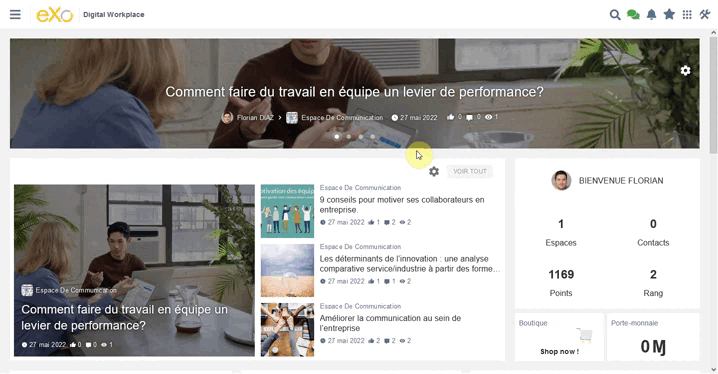 eXo Digital Workplace
Comment faire du travail en équipe un levier de performance?
Florian DIAZ > Espace De Communication 27 mai 2022 0 0 1
VOIR TOUT
Espace De Communication
Comment faire du travail en équipe un
levier de performance?
27 mai 2022 0 0 1
Espace De Communication
9 conseils pour motiver ses collaborateurs en
entreprise.
27 mai 2022 1 2 2
Espace De Communication
Les déterminants de l'innovation : une analyse
comparative service/industrie à partir des forme...
27 mai 2022 1 1 2
Espace De Communication
Améliorer la communication au sein de
l'entreprise
27 mai 2022 2 2 2
BIENVENUE FLORIAN
1 0
Espaces Contacts
1169 2
Points Rang
Boutique
Shop now !
Porte-monnaie
0